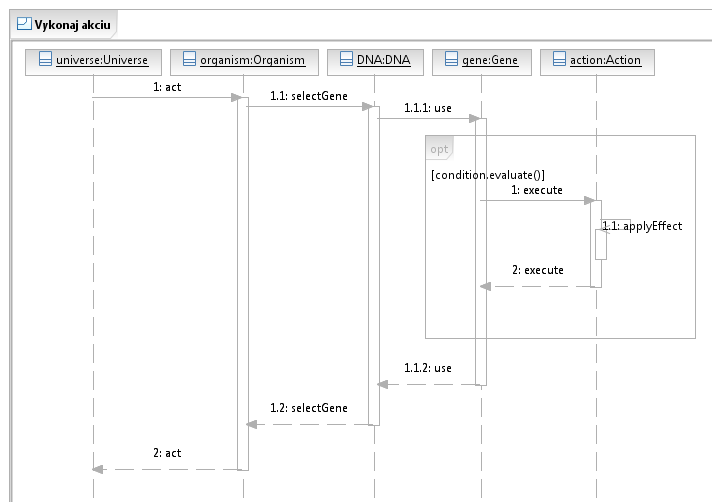 Vykonaj akciu
universe:Universe
organism:Organism
DNA:DNA
gene:Gene
action:Action
1: act
1.1: selectGene
1.1.1: use
opt
[condition.evaluate()]
1: execute
1.1: applyEffect
2: execute
1.1.2: use
1.2: selectGene
2: act